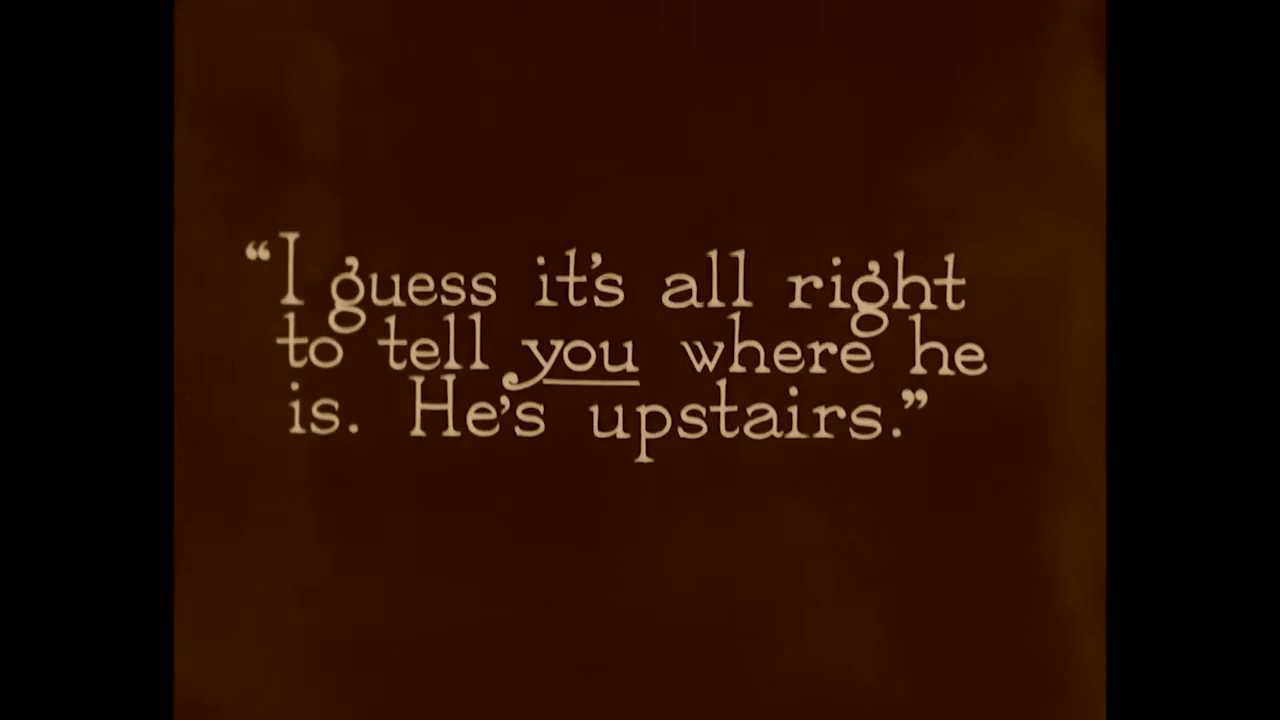 “I guess it’s all right
to tell you where he
is. He’s upstairs.”